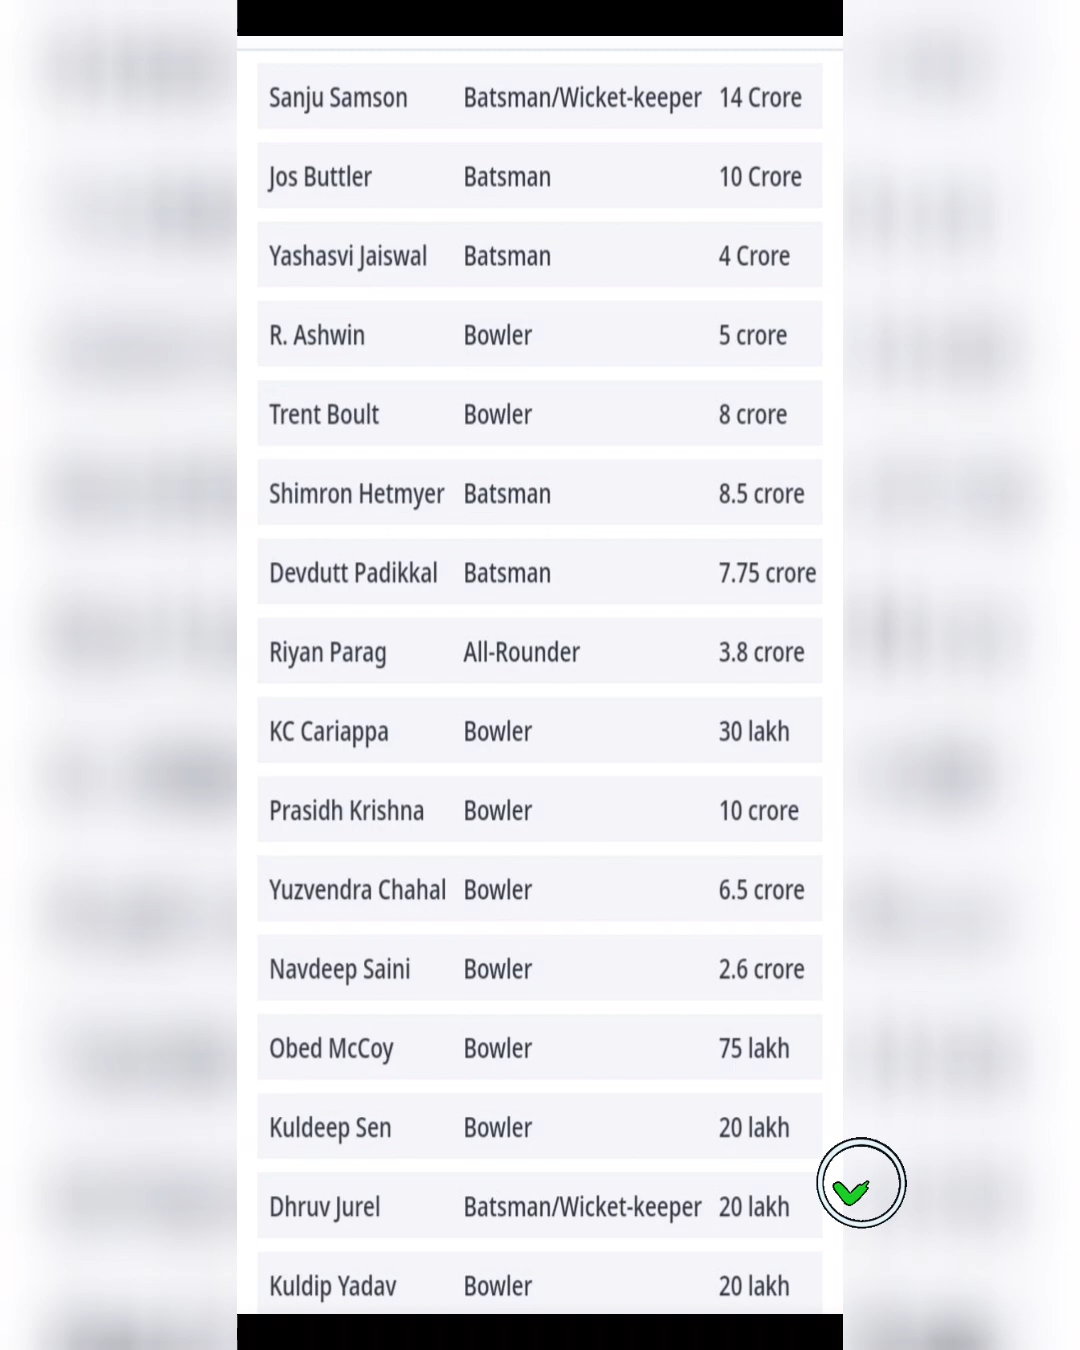 Sanju Samson Batsman/Wicket-keeper 14 Crore
Jos Buttler Batsman 10 Crore
Yashasvi Jaiswal Batsman 4 Crore
R. Ashwin Bowler 5 crore
Trent Boult Bowler 8 crore
Shimron Hetmyer Batsman 8.5 crore
Devdutt Padikkal Batsman 7.75 crore
Riyan Parag All-Rounder 3.8 crore
KC Cariappa Bowler 30 lakh
Prasidh Krishna Bowler 10 crore
Yuzvendra Chahal Bowler 6.5 crore
Navdeep Saini Bowler 2.6 crore
Obed McCoy Bowler 75 lakh
Kuldeep Sen Bowler 20 lakh
Dhruv Jurel Batsman/Wicket-keeper 20 lakh
Kuldip Yadav Bowler 20 lakh